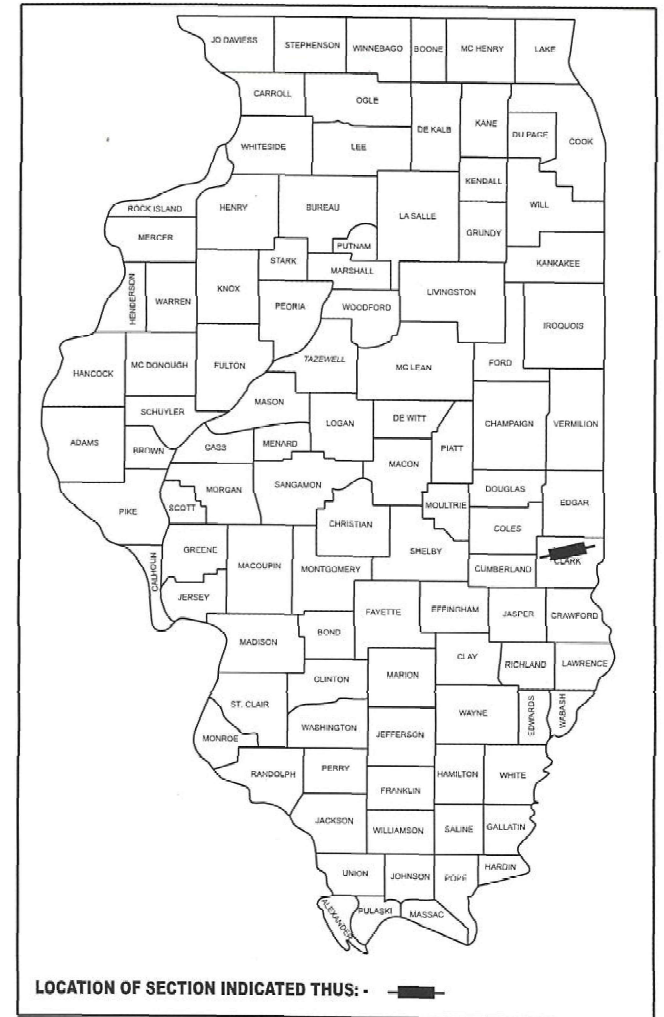 JO DAVIESS
STEPHENSON
WINNEBAGO
BOONE
MC HENRY
LAKE
CARROLL
OGLE
DE KALB
KANE
DU PAGE
COOK
WHITESIDE
LEE
KENDALL
WILL
ROCK ISLAND
HENRY
BUREAU
LA SALLE
GRUNDY
MERCER
PUTNAM
STARK
MARSHALL
KANKAKEE
HENDERSON
WARREN
KNOX
PEORIA
WOODFORD
LIVINGSTON
IROQUOIS
HANCOCK
MC DONOUGH
FULTON
TAZEWELL
MC LEAN
FORD
MASON
SCHUYLER
LOGAN
DE WITT
CHAMPAIGN
VERMILION
ADAMS
BROWN
CASS
MENARD
PIATT
MACON
PIKE
SCOTT
MORGAN
SANGAMON
MOULTRIE
DOUGLAS
EDGAR
CHRISTIAN
COLES
GREENE
MACOUPIN
MONTGOMERY
SHELBY
CUMBERLAND
CLARK
CALHOUN
JERSEY
FAYETTE
EFFINGHAM
JASPER
CRAWFORD
MADISON
BOND
CLAY
RICHLAND
LAWRENCE
CLINTON
MARION
ST. CLAIR
WAYNE
EDWARDS
WABASH
MONROE
WASHINGTON
JEFFERSON
RANDOLPH
PERRY
HAMILTON
WHITE
FRANKLIN
JACKSON
WILLIAMSON
SALINE
GALLATIN
UNION
JOHNSON
POPE
HARDIN
ALEXANDER
PULASKI
MASSAC
LOCATION OF SECTION INDICATED THUS: -